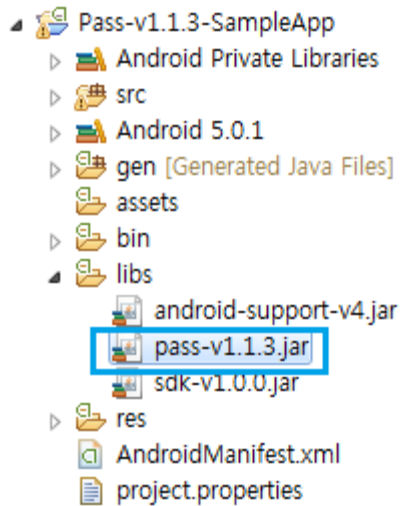 Pass-v1.1.3-SampleApp
Android Private Libraries
src
Android 5.0.1
gen [Generated Java Files]
assets
bin
libs
android-support-v4.jar
pass-v1.1.3.jar
sdk-v1.0.0.jar
res
AndroidManifest.xml
project.properties